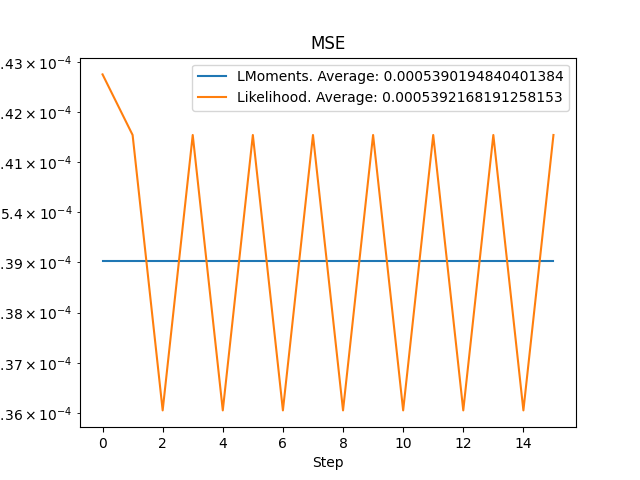 MSE
LMoments. Average: 0.0005390194840401384
Likelihood. Average: 0.0005392168191258153
.43 × 10⁻⁴
.42 × 10⁻⁴
.41 × 10⁻⁴
5.4 × 10⁻⁴
.39 × 10⁻⁴
.38 × 10⁻⁴
.37 × 10⁻⁴
.36 × 10⁻⁴
0 2 4 6 8 10 12 14
Step